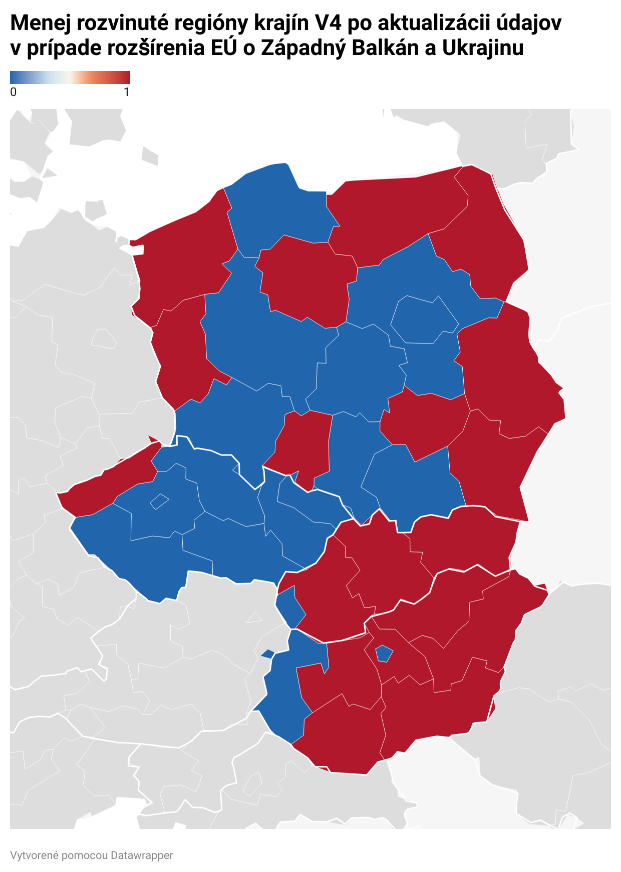 Menej rozvinuté regióny krajín V4 po aktualizácii údajov
v prípade rozšírenia EÚ o Západný Balkán a Ukrajinu
0 1
Vytvorené pomocou Datawrapper